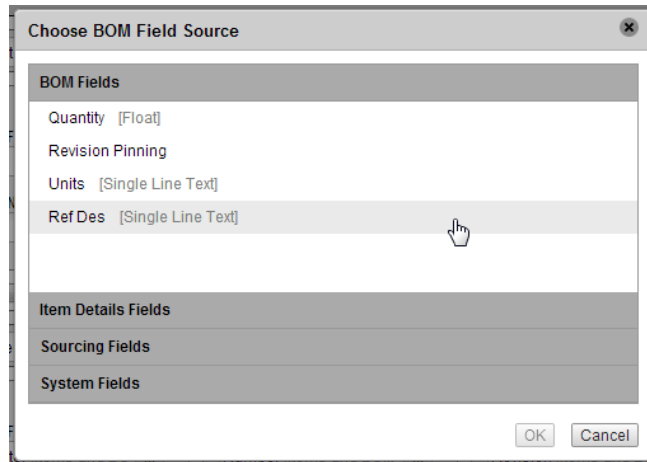 Choose BOM Field Source
BOM Fields
Quantity [Float]
Revision Pinning
Units [Single Line Text]
Ref Des [Single Line Text]
Item Details Fields
Sourcing Fields
System Fields
OK Cancel